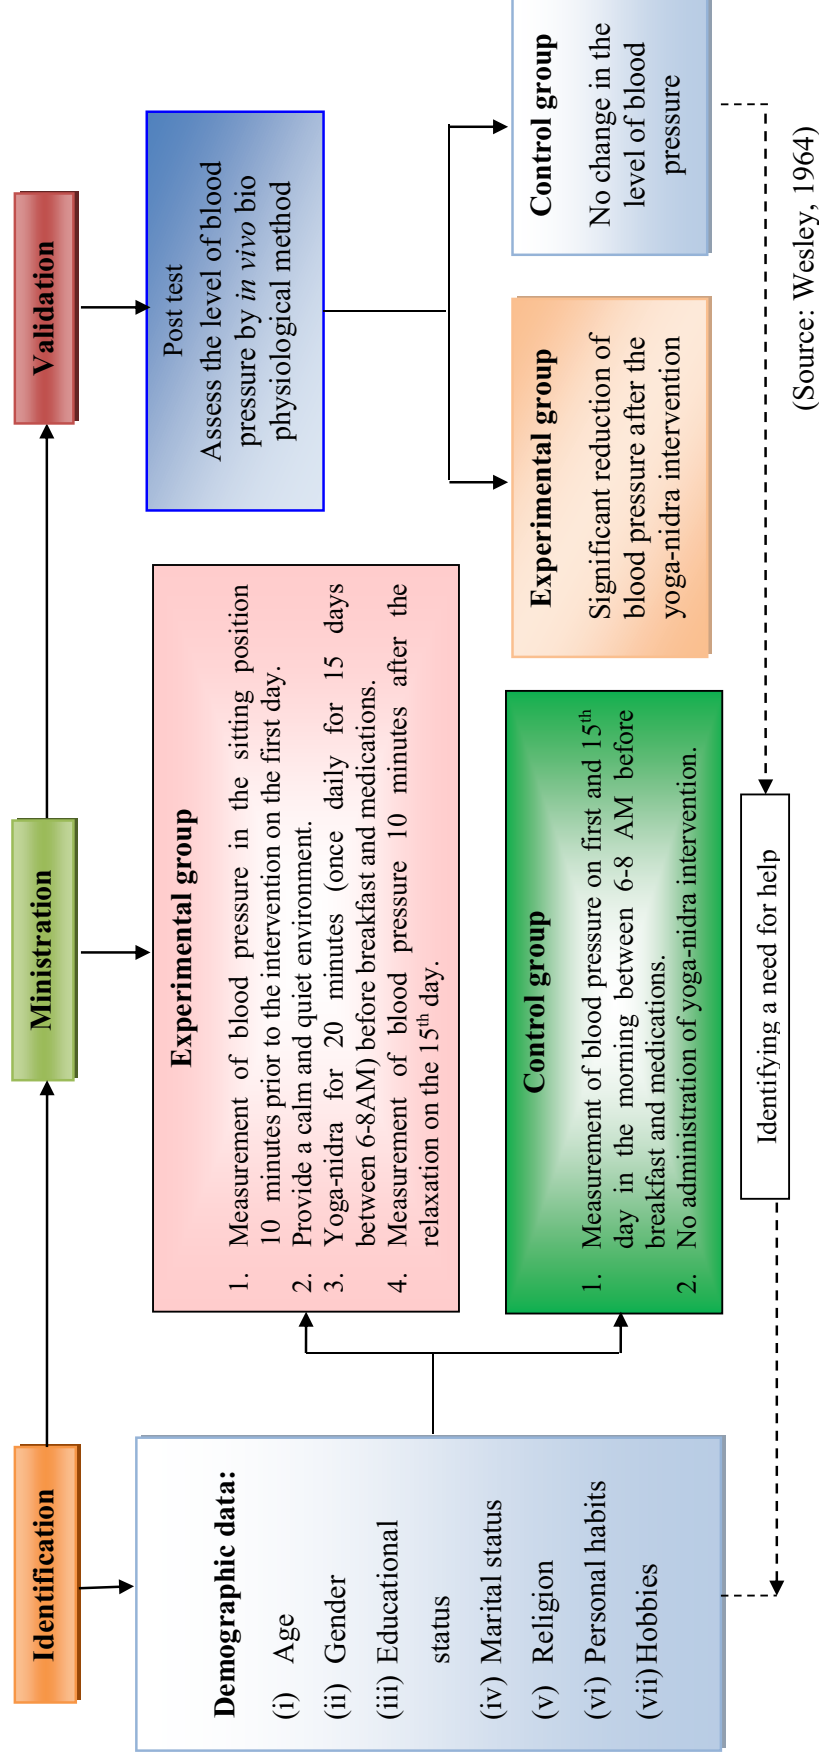 Identification
Ministration
Validation
Demographic data:
(i) Age
(ii) Gender
(iii) Educational
status
(iv) Marital status
(v) Religion
(vi) Personal habits
(vii) Hobbies
Experimental group
1. Measurement of blood pressure in the sitting position
10 minutes prior to the intervention on the first day.
2. Provide a calm and quiet environment.
3. Yoga-nidra for 20 minutes (once daily for 15 days
between 6-8AM) before breakfast and medications.
4. Measurement of blood pressure 10 minutes after the
relaxation on the 15th day.
Control group
1. Measurement of blood pressure on first and 15th
day in the morning between 6-8 AM before
breakfast and medications.
2. No administration of yoga-nidra intervention.
Post test
Assess the level of blood
pressure by in vivo bio
physiological method
Experimental group
Significant reduction of
blood pressure after the
yoga-nidra intervention
Control group
No change in the
level of blood
pressure
Identifying a need for help
(Source: Wesley, 1964)